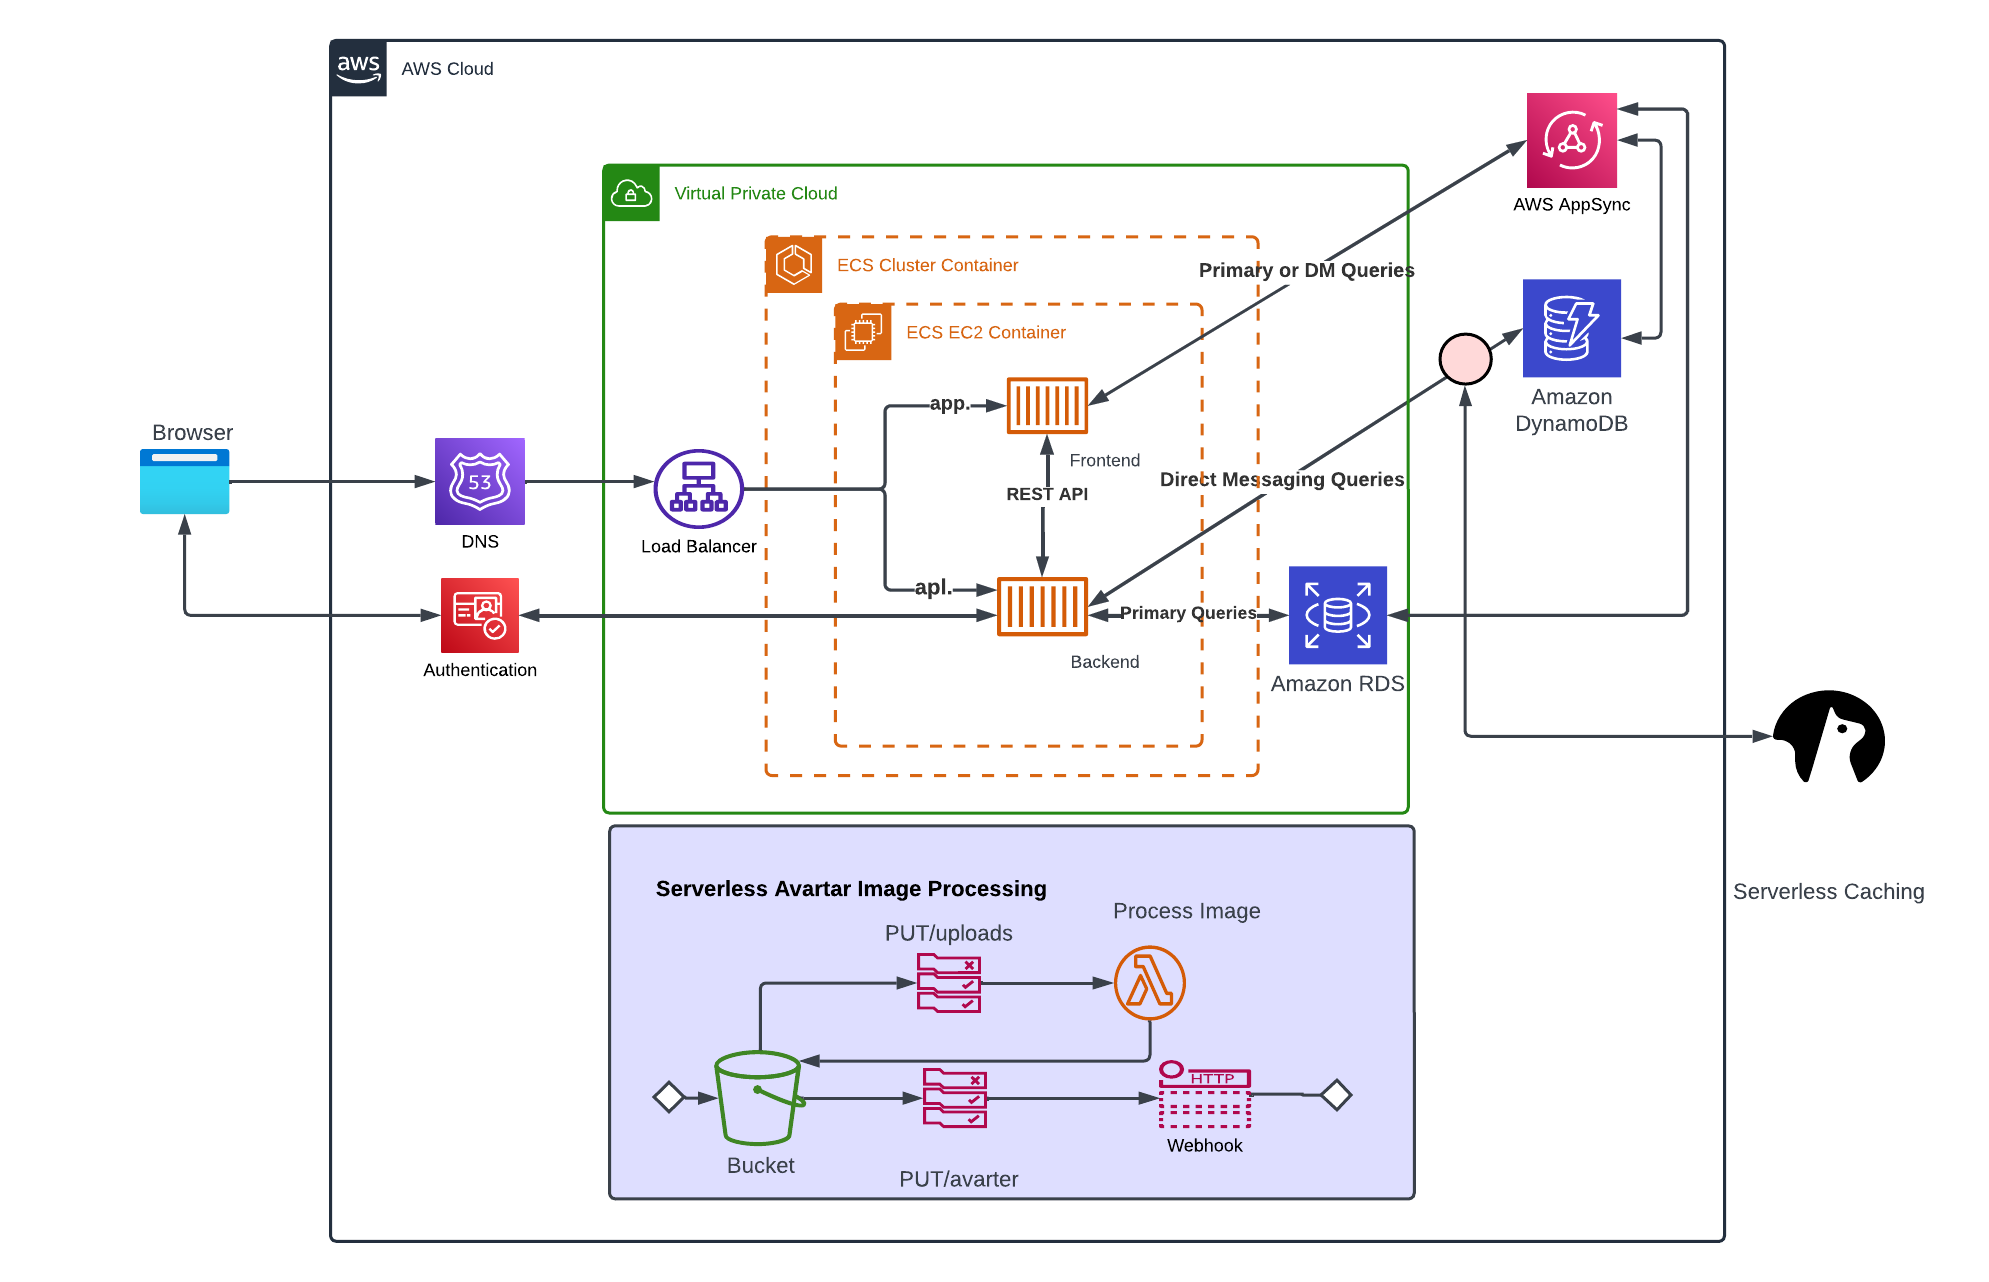 aws
AWS Cloud
AWS AppSync
Virtual Private Cloud
ECS Cluster Container
Primary or DM Queries
ECS EC2 Container
Amazon
DynamoDB
app.
Browser
53
DNS
Frontend
Direct Messaging Queries
REST API
Load Balancer
apl.
Primary Queries
Authentication
Backend
Amazon RDS
Serverless Caching
Serverless Avartar Image Processing
Process Image
PUT/uploads
HTTP
Webhook
Bucket
PUT/avarter